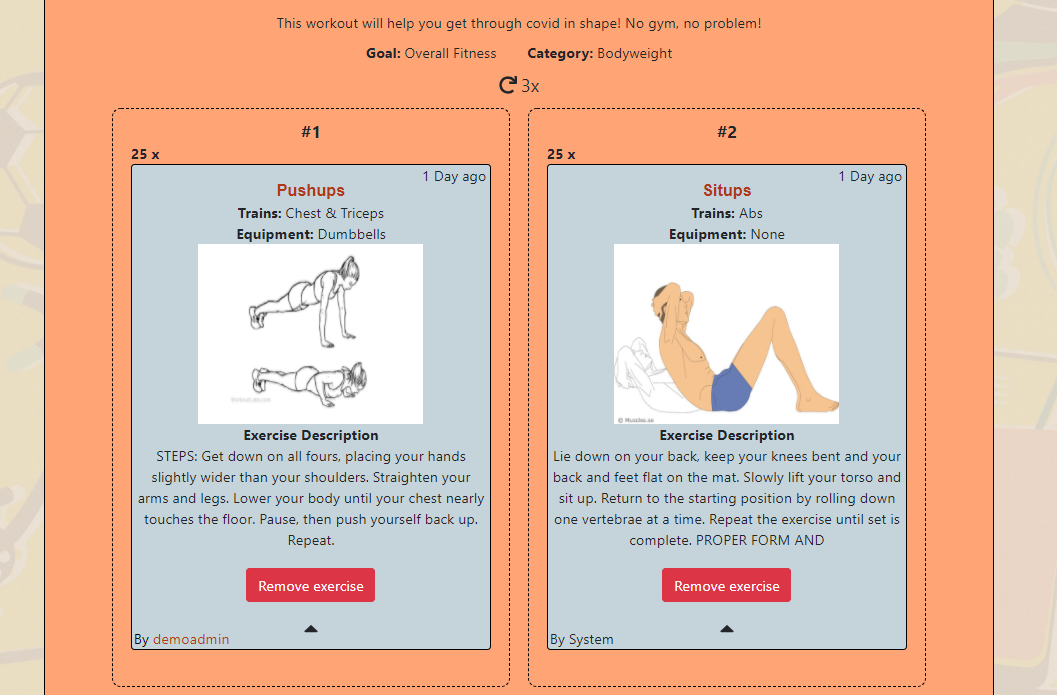 This workout will help you get through covid in shape! No gym, no problem!
Goal: Overall Fitness Category: Bodyweight
3x
#1
25 x
1 Day ago
Pushups
Trains: Chest & Triceps
Equipment: Dumbbells
Exercise Description
STEPS: Get down on all fours, placing your hands
slightly wider than your shoulders. Straighten your
arms and legs. Lower your body until your chest nearly
touches the floor. Pause, then push yourself back up.
Repeat.
Remove exercise
By demoadmin
#2
25 x
1 Day ago
Situps
Trains: Abs
Equipment: None
© Muscles.se
Exercise Description
Lie down on your back, keep your knees bent and your
back and feet flat on the mat. Slowly lift your torso and
sit up. Return to the starting position by rolling down
one vertebrae at a time. Repeat the exercise until set is
complete. PROPER FORM AND
Remove exercise
By System